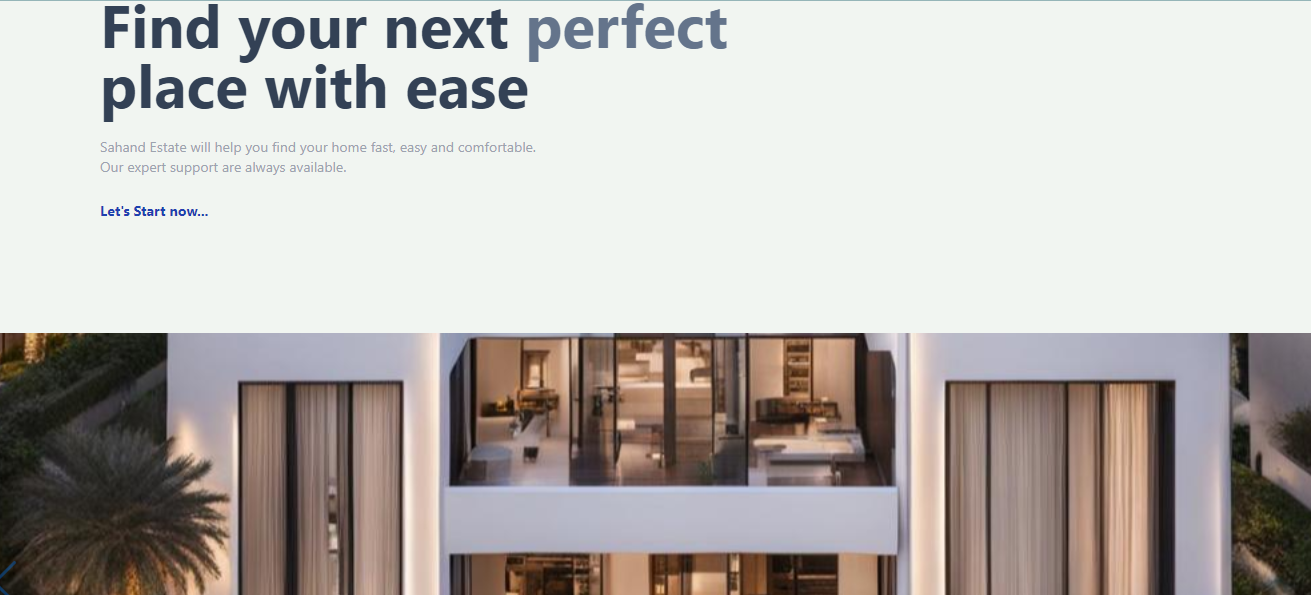 Find your next perfect
place with ease
Sahand Estate will help you find your home fast, easy and comfortable.
Our expert support are always available.
Let's Start now...